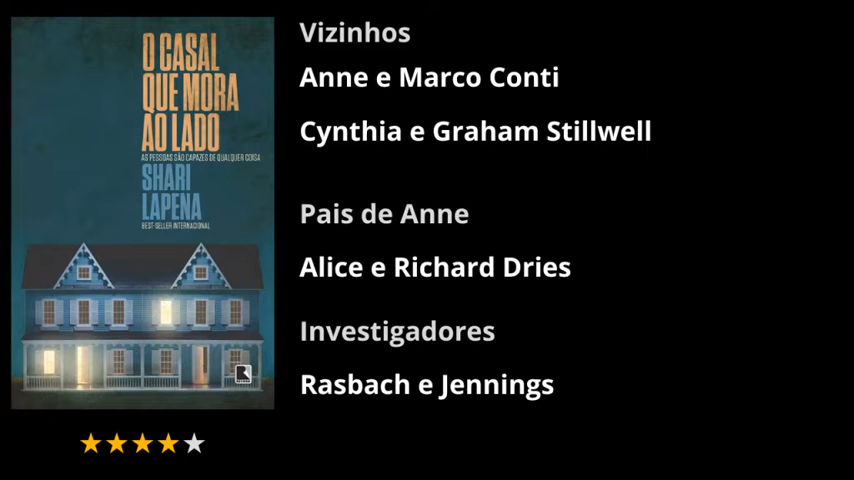 O CASAL
QUE MORA
AO LADO
AS PESSOAS SÃO CAPAZES DE QUALQUER COISA
SHARI
LAPENA
BEST-SELLER INTERNACIONAL
Vizinhos
Anne e Marco Conti
Cynthia e Graham Stillwell
Pais de Anne
Alice e Richard Dries
Investigadores
Rasbach e Jennings